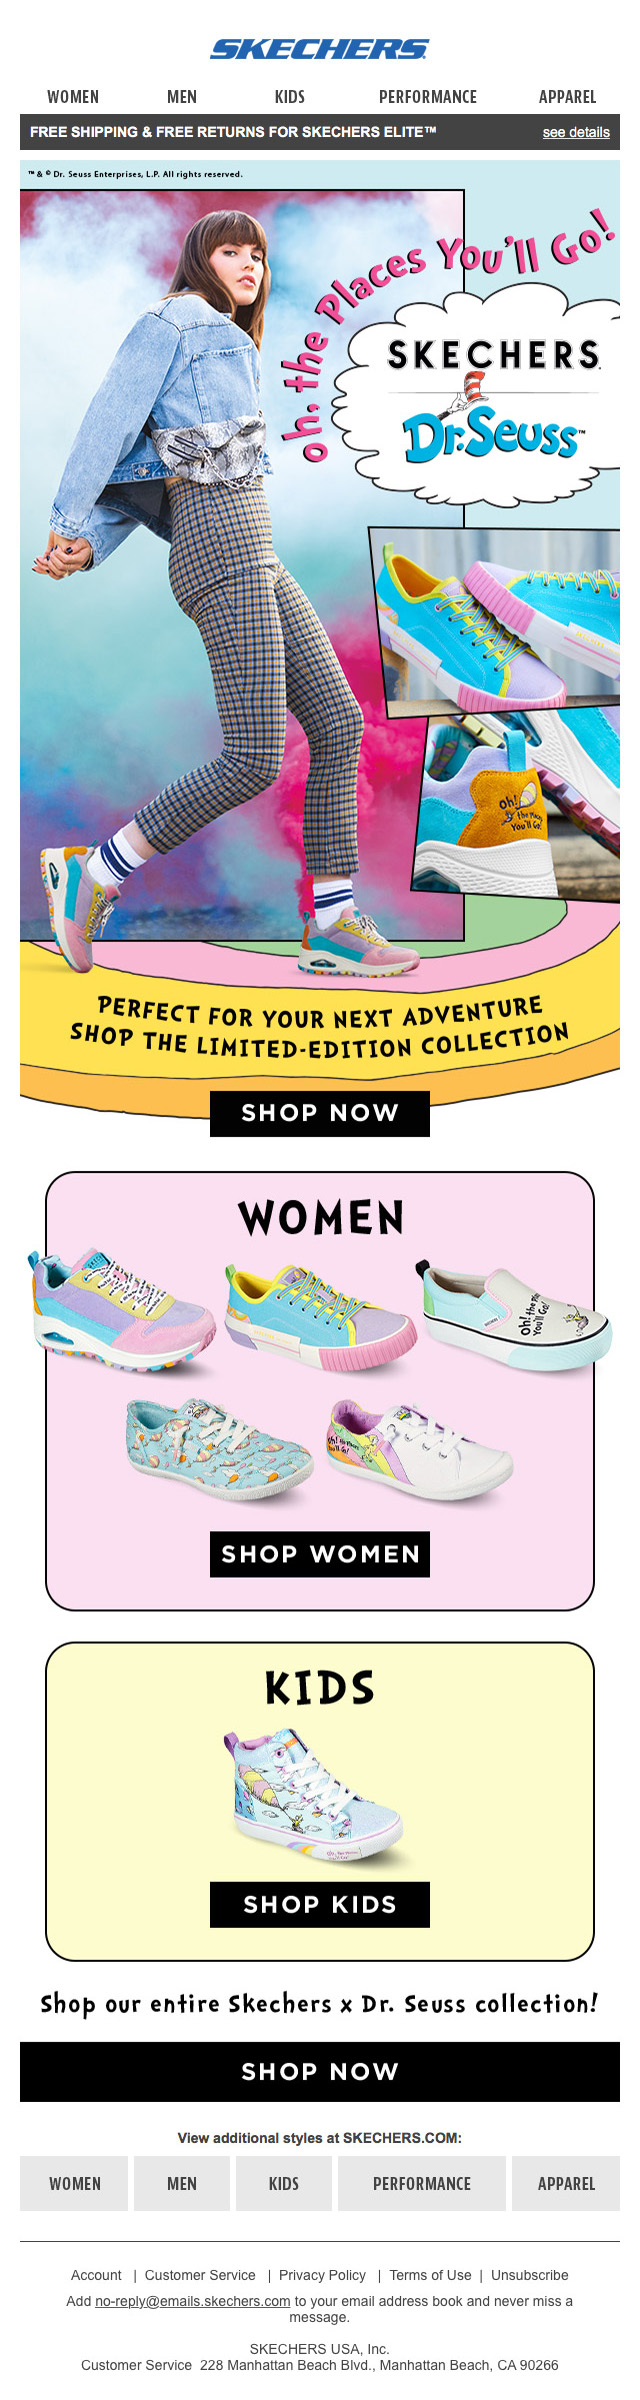 SKECHERS
WOMEN MEN KIDS PERFORMANCE APPAREL
FREE SHIPPING & FREE RETURNS FOR SKECHERS ELITE™ see details
™ & © Dr. Seuss Enterprises, L.P. All rights reserved.
oh, the Places You'll Go!
SKECHERS
Dr. Seuss™
Oh!
the Places
You'll Go!
PERFECT FOR YOUR NEXT ADVENTURE
SHOP THE LIMITED-EDITION COLLECTION
SHOP NOW
WOMEN
Oh! the Places
You'll Go!
SHOP WOMEN
KIDS
SHOP KIDS
Shop our entire Skechers x Dr. Seuss collection!
SHOP NOW
View additional styles at SKECHERS.COM:
WOMEN MEN KIDS PERFORMANCE APPAREL
Account | Customer Service | Privacy Policy | Terms of Use | Unsubscribe
Add no-reply@emails.skechers.com to your email address book and never miss a
message.
SKECHERS USA, Inc.
Customer Service 228 Manhattan Beach Blvd., Manhattan Beach, CA 90266